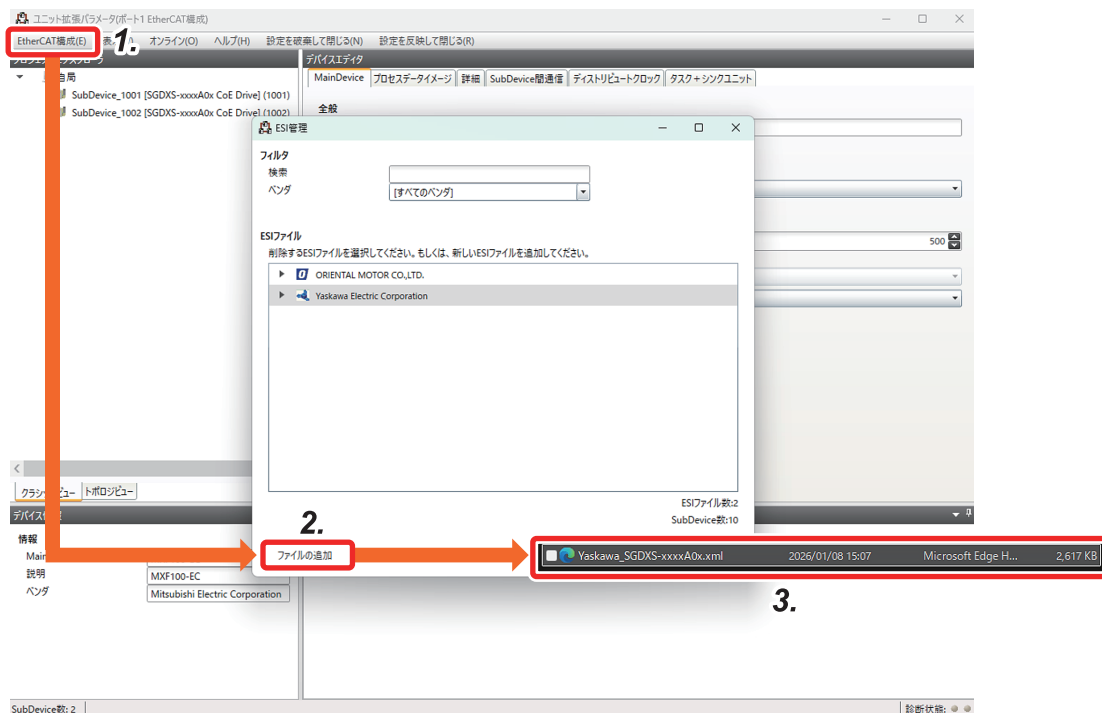 ユニット拡張パラメータ(ポート1 EtherCAT構成)
EtherCAT構成(E)
1.
オンライン(O)
ヘルプ(H)
設定を破棄して閉じる(N)
設定を反映して閉じる(R)
デバイスエディタ
自局
SubDevice_1001 [SGDXS-xxxxA0x CoE Drive] (1001)
SubDevice_1002 [SGDXS-xxxxA0x CoE Drive] (1002)
MainDevice
プロセスデータイメージ
詳細
SubDevice間通信
ディストリビュートクロック
タスク+シンクユニット
全般
500
ESI管理
フィルタ
検索
ベンダ
[すべてのベンダ]
ESIファイル
削除するESIファイルを選択してください。もしくは、新しいESIファイルを追加してください。
ORIENTAL MOTOR CO.,LTD.
Yaskawa Electric Corporation
ESIファイル数:2
SubDevice数:10
2.
ファイルの追加
Yaskawa_SGDXS-xxxxA0x.xml
2026/01/08 15:07
Microsoft Edge H...
2,617 KB
3.
トポロジビュー
情報
説明
MXF100-EC
ベンダ
Mitsubishi Electric Corporation
SubDevice数: 2
診断状態: